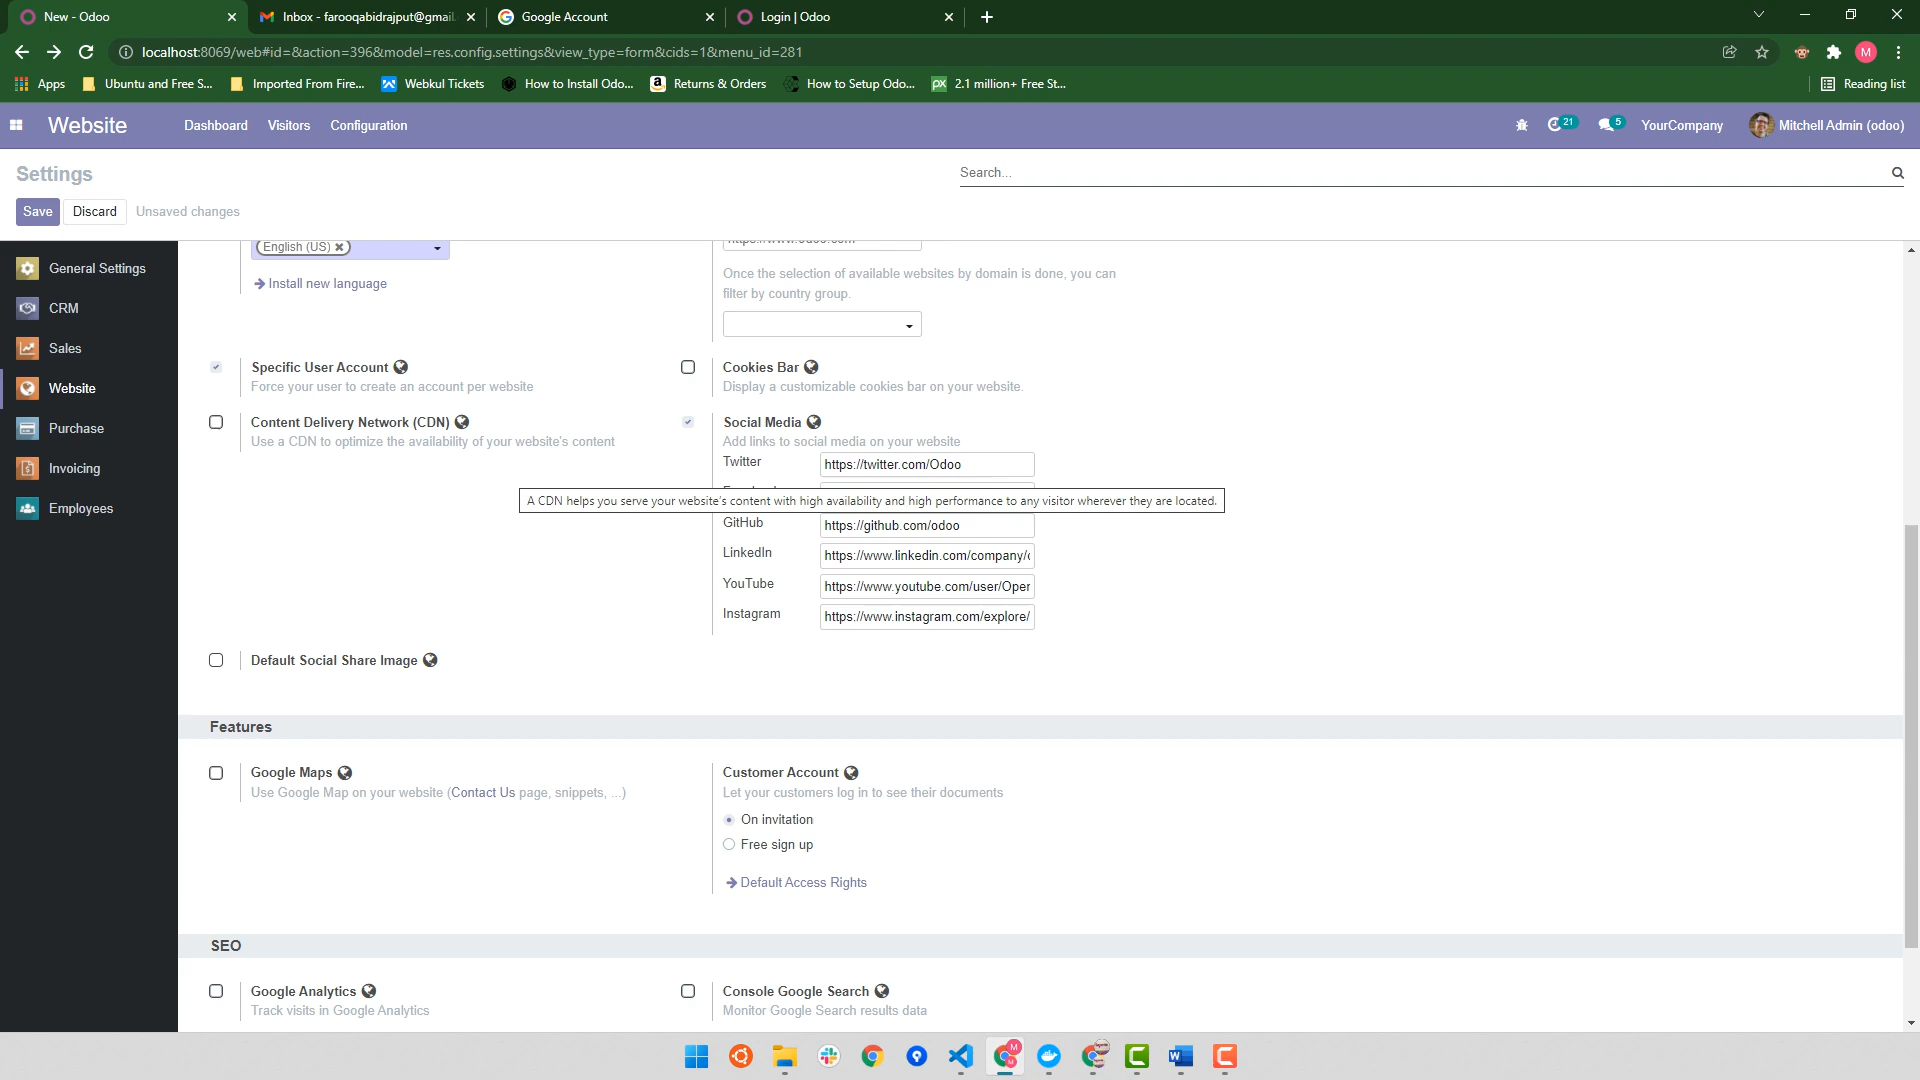 New - Odoo
Inbox - farooqabidrajput@gmail.
Google Account
Login | Odoo
localhost:8069/web#id=&action=396&model=res.config.settings&view_type=form&cids=1&menu_id=281
M
Apps
Ubuntu and Free S...
Imported From Fire...
Webkul Tickets
How to Install Odoo...
Returns & Orders
How to Setup Odoo...
2.1 million+ Free St...
Reading list
Website
Dashboard
Visitors
Configuration
21
5
YourCompany
Mitchell Admin (odoo)
Settings
Search...
Save
Discard
Unsaved changes
General Settings
CRM
Sales
Website
Purchase
Invoicing
Employees
English (US)
Install new language
https://www.odoo.com
Once the selection of available websites by domain is done, you can
filter by country group.
Specific User Account
Force your user to create an account per website
Cookies Bar
Display a customizable cookies bar on your website.
Content Delivery Network (CDN)
Use a CDN to optimize the availability of your website's content
Social Media
Add links to social media on your website
Twitter
https://twitter.com/Odoo
A CDN helps you serve your website's content with high availability and high performance to any visitor wherever they are located.
GitHub
https://github.com/odoo
LinkedIn
https://www.linkedin.com/company/
YouTube
https://www.youtube.com/user/Oper
Instagram
https://www.instagram.com/explore/
Default Social Share Image
Features
Google Maps
Use Google Map on your website (Contact Us page, snippets, ...)
Customer Account
Let your customers log in to see their documents
On invitation
Free sign up
Default Access Rights
SEO
Google Analytics
Track visits in Google Analytics
Console Google Search
Monitor Google Search results data